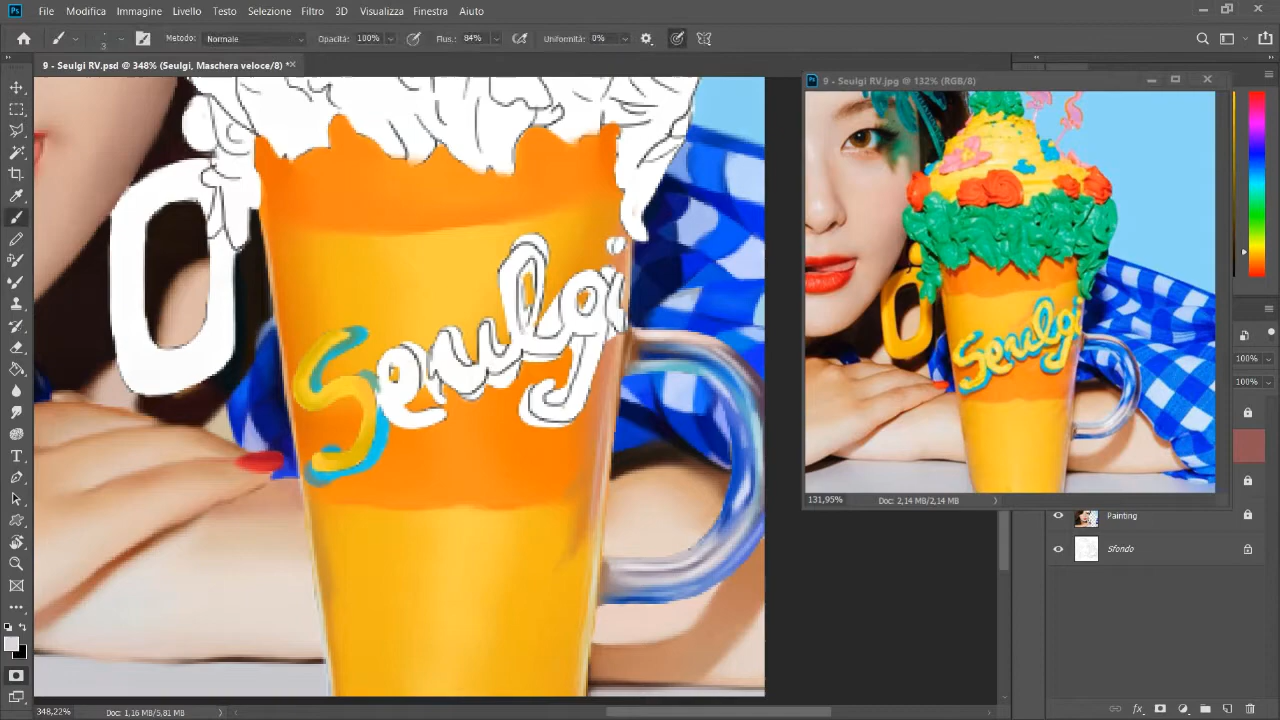 File Modifica Immagine Livello Testo Selezione Filtro 3D Visualizza Finestra Aiuto
3 Metodo: Normale Opacità: 100% Flus.: 84% Uniformità: 0%
9 - Seulgi RV.psd @ 348% (Seulgi, Maschera veloce/8) *
9 - Seulgi RV.jpg @ 132% (RGB/8)
Seulgi
Seulgi
100%
100%
131,95% Doc: 2,14 MB/2,14 MB
Painting
Sfondo
348,22% Doc: 1,16 MB/5,81 MB
fx